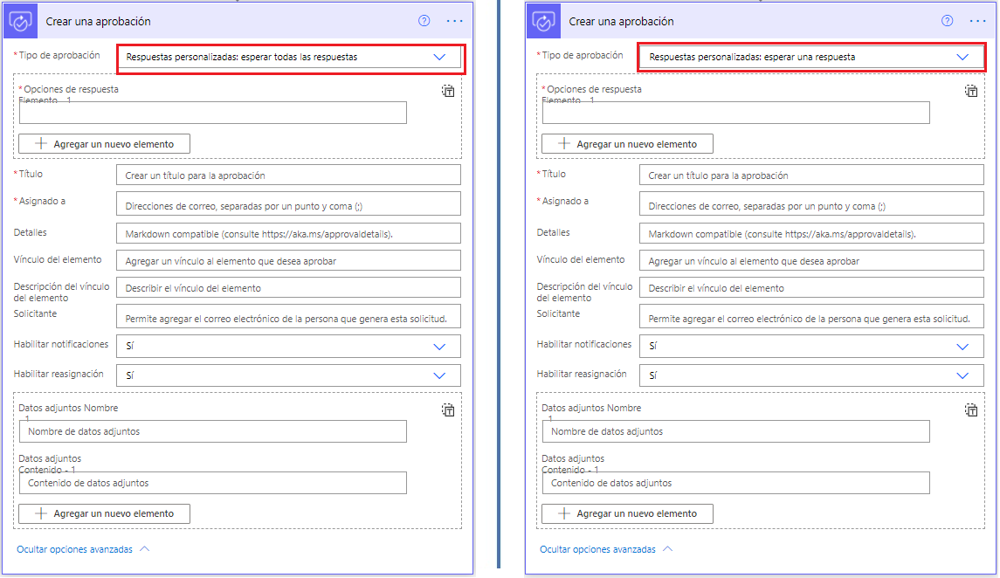 Crear una aprobación
*Tipo de aprobación
Respuestas personalizadas: esperar todas las respuestas
*Opciones de respuesta
Elemento - 1
Agregar un nuevo elemento
*Título
Crear un título para la aprobación
*Asignado a
Direcciones de correo, separadas por un punto y coma (;)
Detalles
Markdown compatible (consulte https://aka.ms/approvaldetails).
Vínculo del elemento
Agregar un vínculo al elemento que desea aprobar
Descripción del vínculo
del elemento
Describir el vínculo del elemento
Solicitante
Permite agregar el correo electrónico de la persona que genera esta solicitud.
Habilitar notificaciones
Sí
Habilitar reasignación
Sí
Datos adjuntos Nombre
- 1
Nombre de datos adjuntos
Datos adjuntos
Contenido - 1
Contenido de datos adjuntos
Agregar un nuevo elemento
Ocultar opciones avanzadas
Crear una aprobación
*Tipo de aprobación
Respuestas personalizadas: esperar una respuesta
*Opciones de respuesta
Elemento - 1
Agregar un nuevo elemento
*Título
Crear un título para la aprobación
*Asignado a
Direcciones de correo, separadas por un punto y coma (;)
Detalles
Markdown compatible (consulte https://aka.ms/approvaldetails).
Vínculo del elemento
Agregar un vínculo al elemento que desea aprobar
Descripción del vínculo
del elemento
Describir el vínculo del elemento
Solicitante
Permite agregar el correo electrónico de la persona que genera esta solicitud.
Habilitar notificaciones
Sí
Habilitar reasignación
Sí
Datos adjuntos Nombre
- 1
Nombre de datos adjuntos
Datos adjuntos
Contenido - 1
Contenido de datos adjuntos
Agregar un nuevo elemento
Ocultar opciones avanzadas